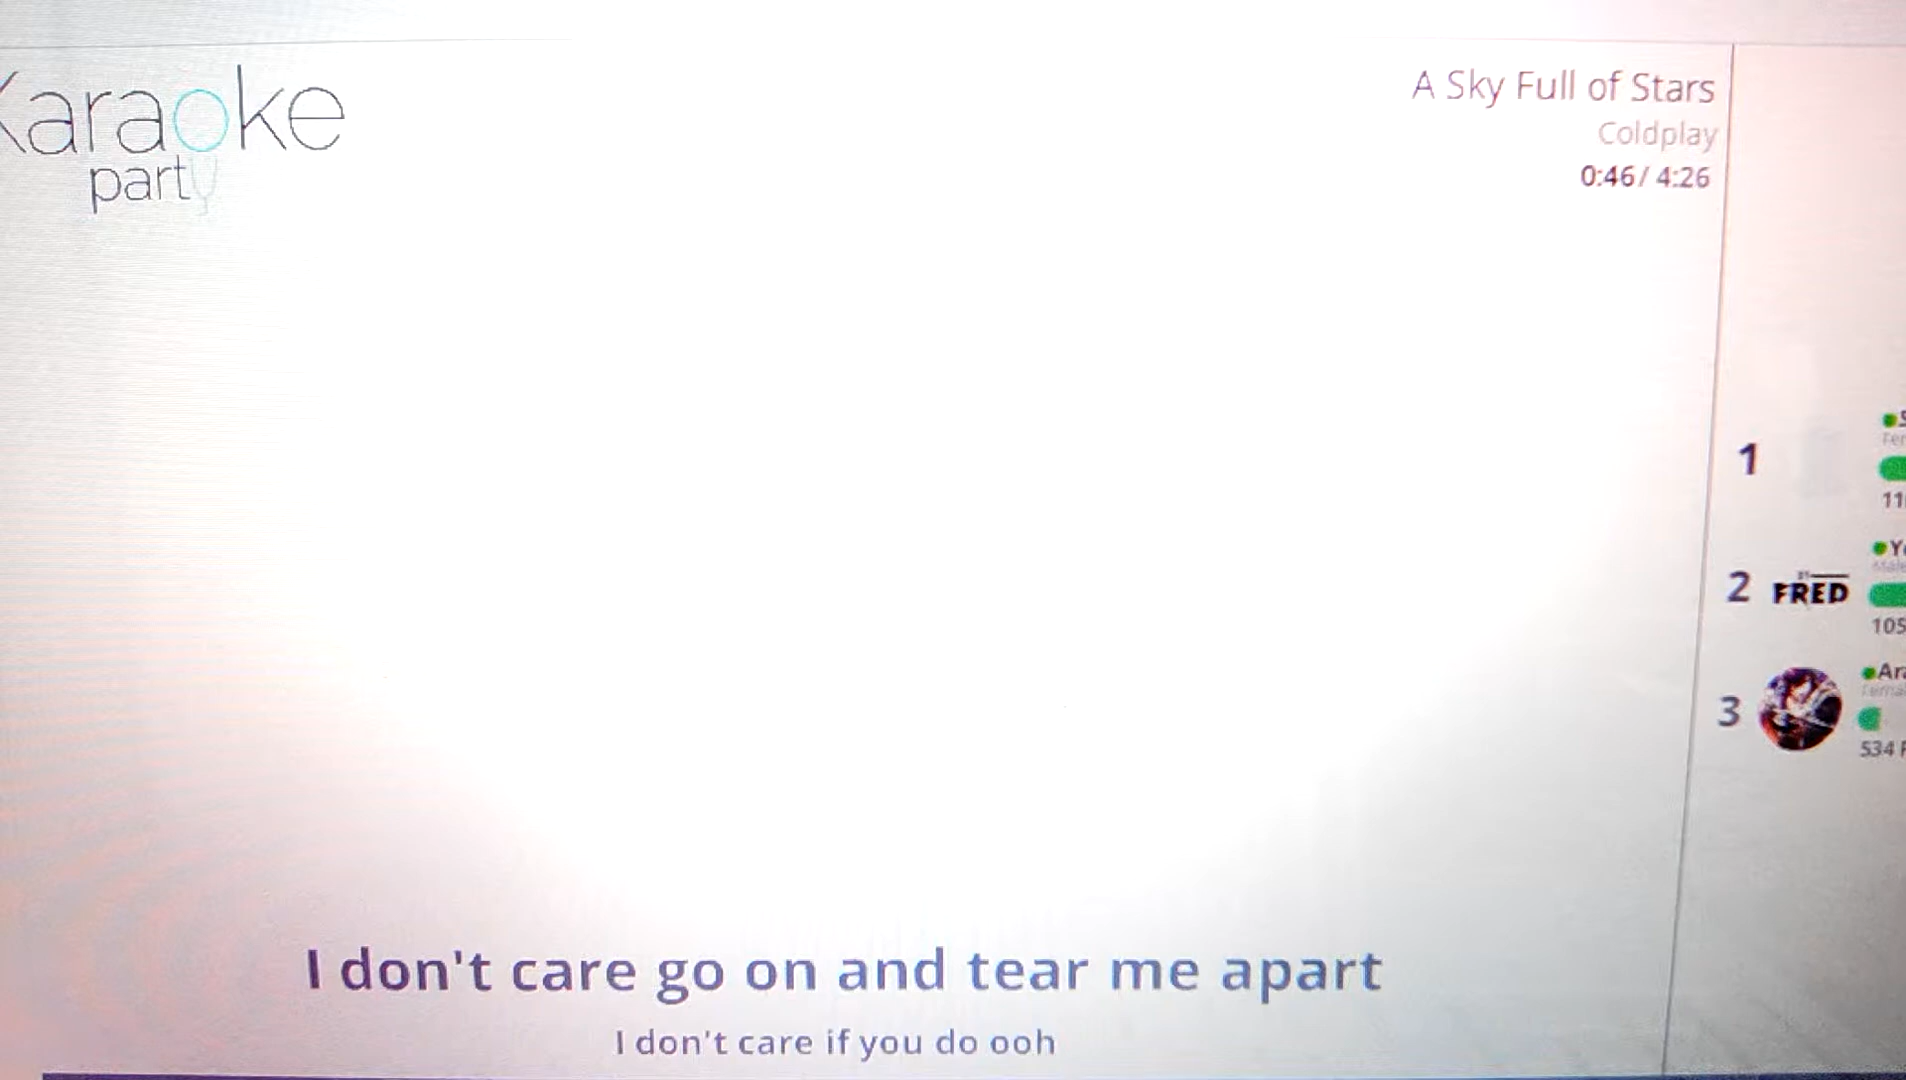 Karaoke
party
A Sky Full of Stars
Coldplay
0:46/ 4:26
1
2
FRED
3
534
I don't care go on and tear me apart
I don't care if you do ooh